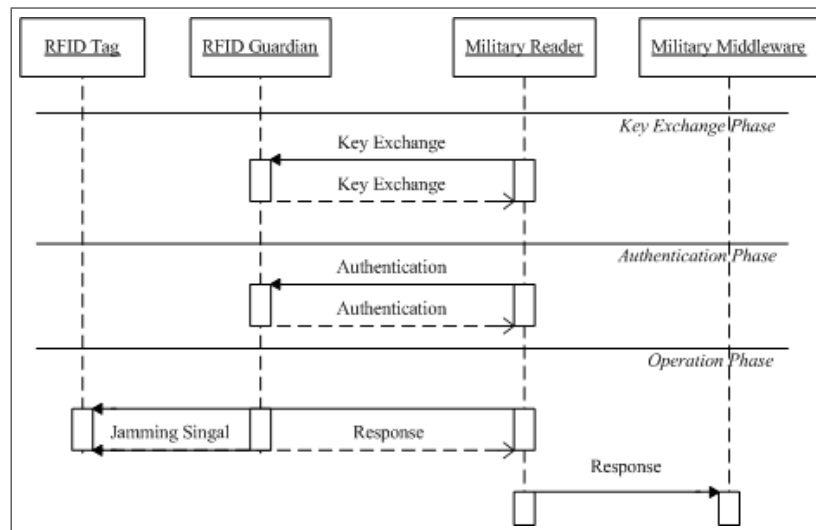 RFID Tag
RFID Guardian
Military Reader
Military Middleware
Key Exchange Phase
Key Exchange
Key Exchange
Authentication Phase
Authentication
Authentication
Operation Phase
Jamming Singal
Response
Response